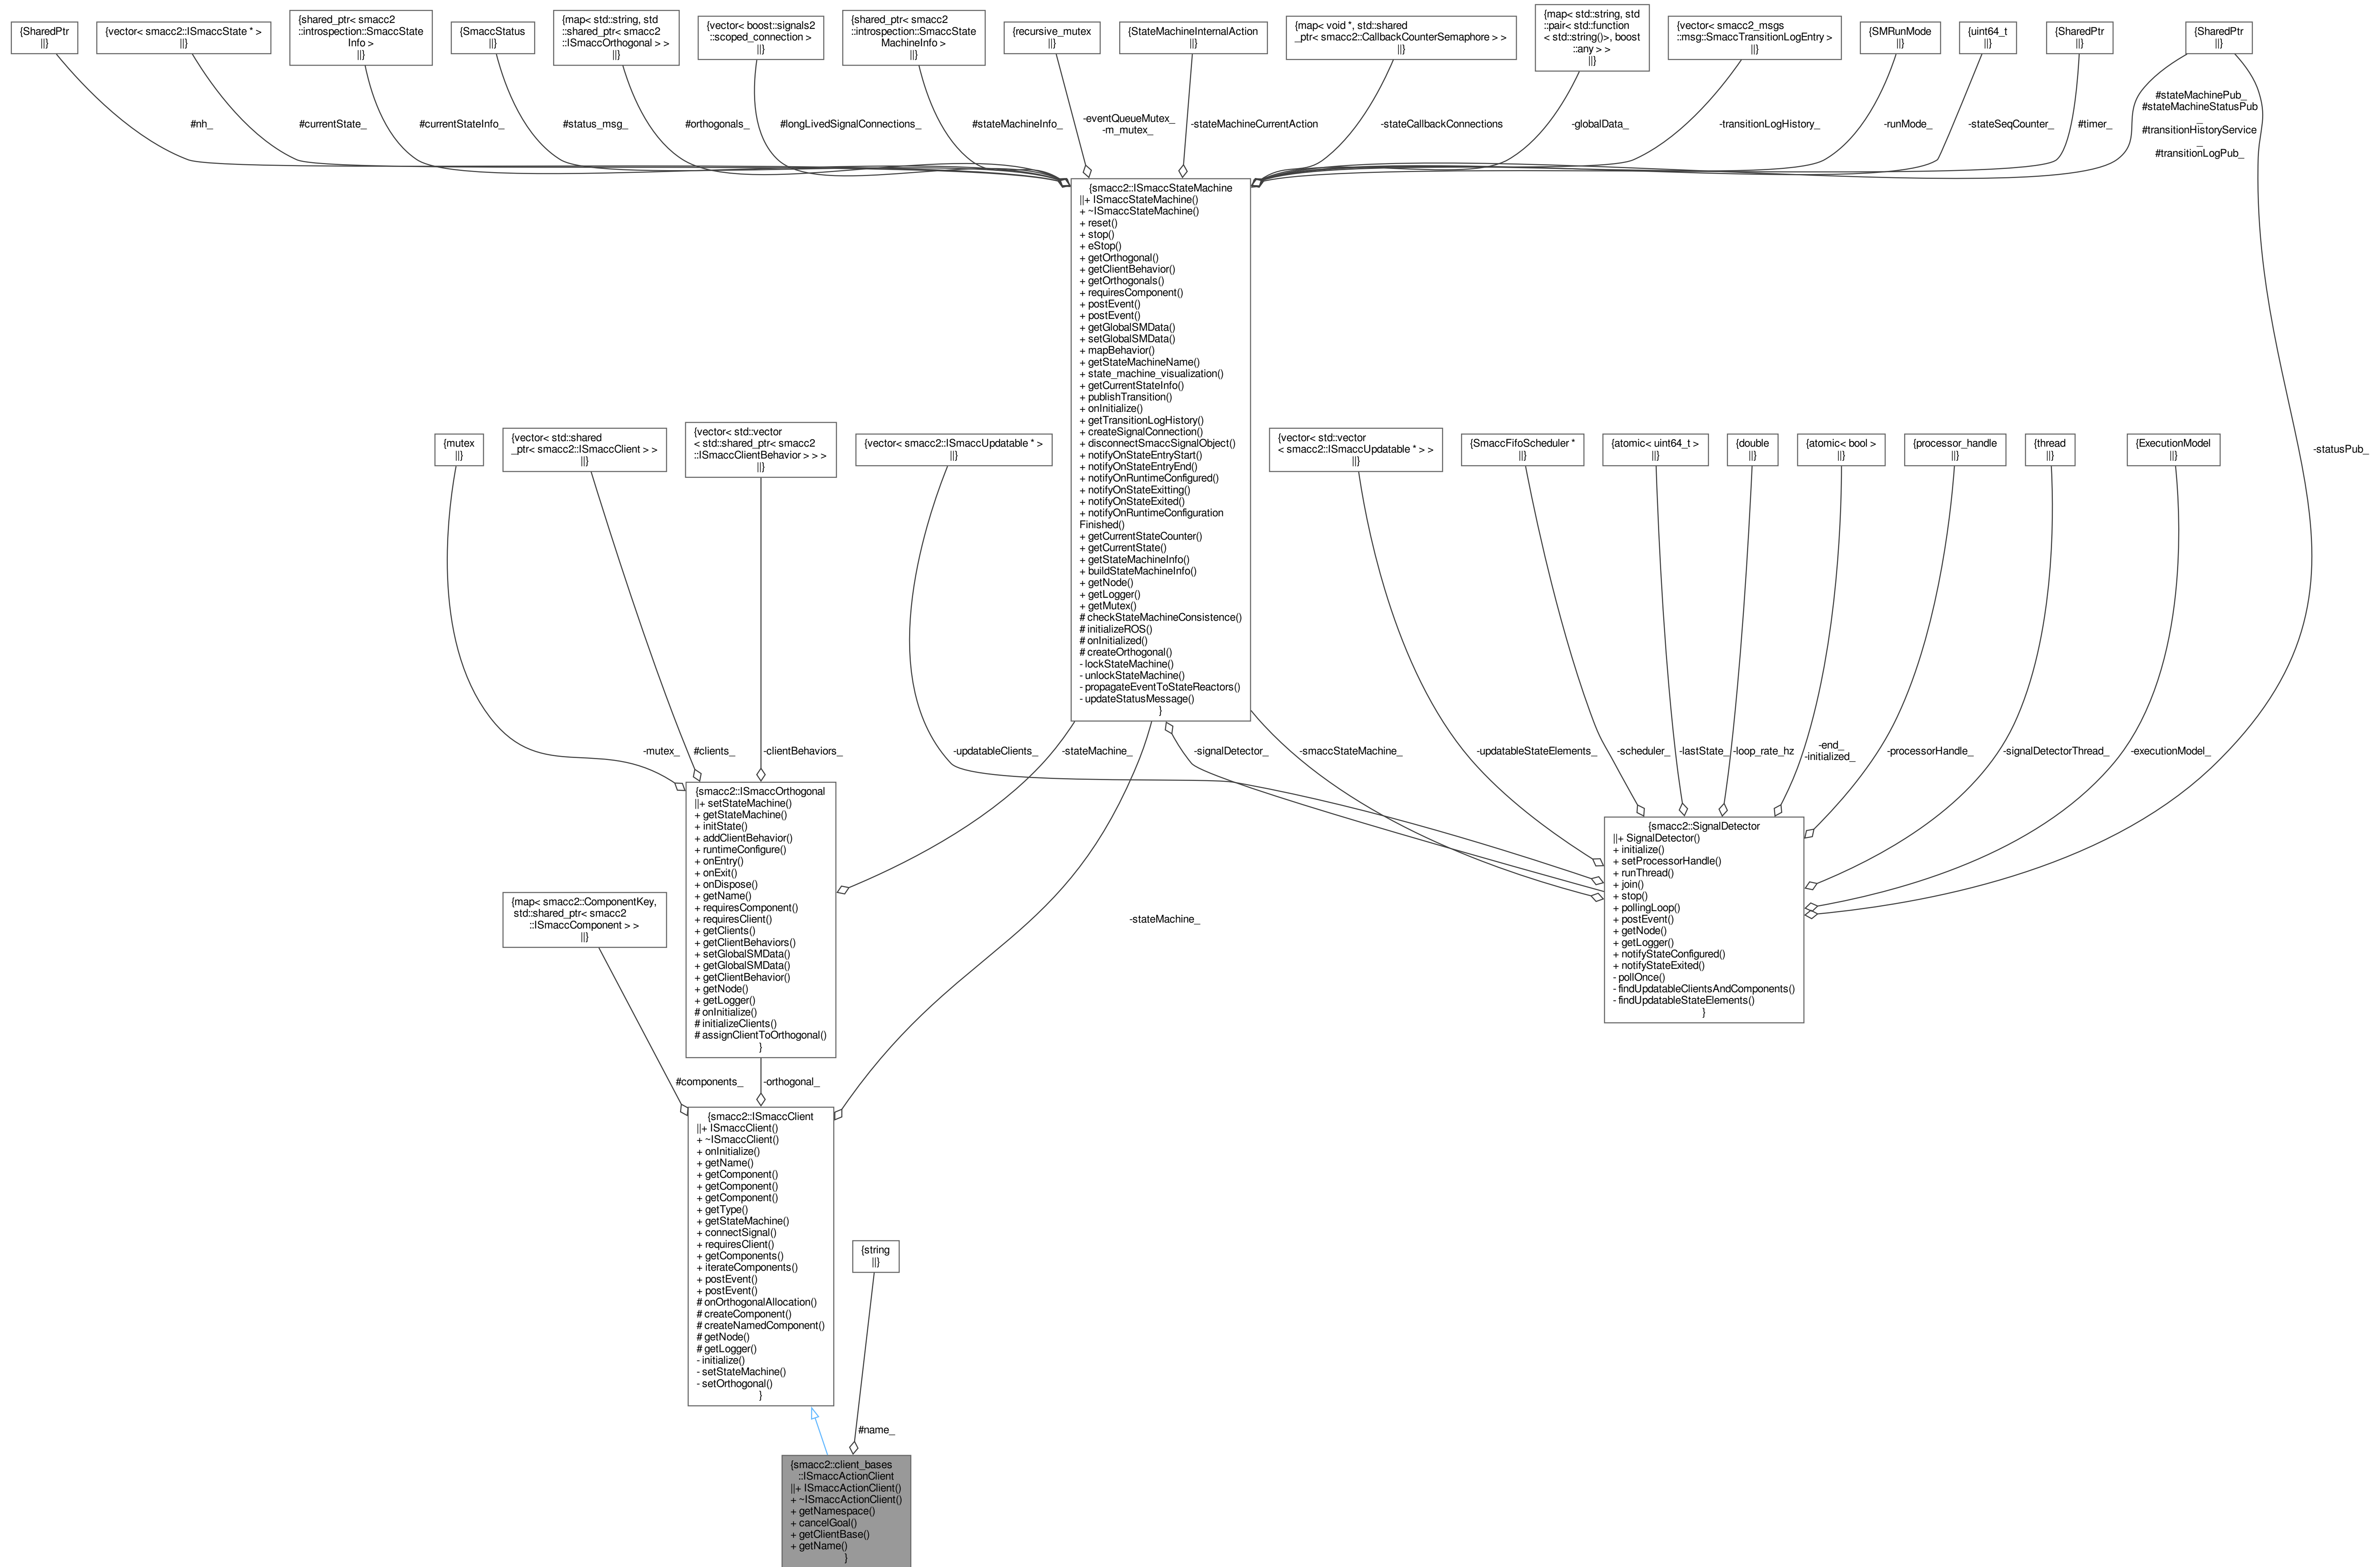 {SharedPtr
||}
{vector< smacc2::ISmaccState * >
||}
{shared_ptr< smacc2
::introspection::SmaccState
Info >
||}
{SmaccStatus
||}
{map< std::string, std
::shared_ptr< smacc2
::ISmaccOrthogonal > >
||}
{vector< boost::signals2
::scoped_connection >
||}
{shared_ptr< smacc2
::introspection::SmaccState
MachineInfo >
||}
{recursive_mutex
||}
{StateMachineInternalAction
||}
{map< void *, std::shared
_ptr< smacc2::CallbackCounterSemaphore > >
||}
{map< std::string, std
::pair< std::function
< std::string()>, boost
::any > >
||}
{vector< smacc2_msgs
::msg::SmaccTransitionLogEntry >
||}
{SMRunMode
||}
{uint64_t
||}
{SharedPtr
||}
{SharedPtr
||}
#nh_
#currentState_
#currentStateInfo_
#status_msg_
#orthogonals_
#longLivedSignalConnections_
#stateMachineInfo_
-eventQueueMutex_
-m_mutex_
-stateMachineCurrentAction
-stateCallbackConnections
-globalData_
-transitionLogHistory_
-runMode_
-stateSeqCounter_
#timer_
#stateMachinePub_
#stateMachineStatusPub
_
#transitionHistoryService
_
#transitionLogPub_
{smacc2::ISmaccStateMachine
||+ ISmaccStateMachine()
+ ~ISmaccStateMachine()
+ reset()
+ stop()
+ eStop()
+ getOrthogonal()
+ getClientBehavior()
+ getOrthogonals()
+ requiresComponent()
+ postEvent()
+ postEvent()
+ getGlobalSMData()
+ setGlobalSMData()
+ mapBehavior()
+ getStateMachineName()
+ state_machine_visualization()
+ getCurrentStateInfo()
+ publishTransition()
+ onInitialize()
+ getTransitionLogHistory()
+ createSignalConnection()
+ disconnectSmaccSignalObject()
+ notifyOnStateEntryStart()
+ notifyOnStateEntryEnd()
+ notifyOnRuntimeConfigured()
+ notifyOnStateExitting()
+ notifyOnStateExited()
+ notifyOnRuntimeConfiguration
Finished()
+ getCurrentStateCounter()
+ getCurrentState()
+ getStateMachineInfo()
+ buildStateMachineInfo()
+ getNode()
+ getLogger()
+ getMutex()
# checkStateMachineConsistence()
# initializeROS()
# onInitialized()
# createOrthogonal()
- lockStateMachine()
- unlockStateMachine()
- propagateEventToStateReactors()
- updateStatusMessage()
}
{mutex
||}
{vector< std::shared
_ptr< smacc2::ISmaccClient > >
||}
{vector< std::vector
< std::shared_ptr< smacc2
::ISmaccClientBehavior > > >
||}
{vector< smacc2::ISmaccUpdatable * >
||}
{vector< std::vector
< smacc2::ISmaccUpdatable * > >
||}
{SmaccFifoScheduler *
||}
{atomic< uint64_t >
||}
{double
||}
{atomic< bool >
||}
{processor_handle
||}
{thread
||}
{ExecutionModel
||}
-statusPub_
-mutex_
#clients_
-clientBehaviors_
-updatableClients_
-stateMachine_
-signalDetector_
-smaccStateMachine_
-updatableStateElements_
-scheduler_
-lastState_
-loop_rate_hz
-end_
-initialized_
-processorHandle_
-signalDetectorThread_
-executionModel_
{smacc2::ISmaccOrthogonal
||+ setStateMachine()
+ getStateMachine()
+ initState()
+ addClientBehavior()
+ runtimeConfigure()
+ onEntry()
+ onExit()
+ onDispose()
+ getName()
+ requiresComponent()
+ requiresClient()
+ getClients()
+ getClientBehaviors()
+ setGlobalSMData()
+ getGlobalSMData()
+ getClientBehavior()
+ getNode()
+ getLogger()
# onInitialize()
# initializeClients()
# assignClientToOrthogonal()
}
{smacc2::SignalDetector
||+ SignalDetector()
+ initialize()
+ setProcessorHandle()
+ runThread()
+ join()
+ stop()
+ pollingLoop()
+ postEvent()
+ getNode()
+ getLogger()
+ notifyStateConfigured()
+ notifyStateExited()
- pollOnce()
- findUpdatableClientsAndComponents()
- findUpdatableStateElements()
}
{map< smacc2::ComponentKey,
std::shared_ptr< smacc2
::ISmaccComponent > >
||}
-stateMachine_
#components_
-orthogonal_
{smacc2::ISmaccClient
||+ ISmaccClient()
+ ~ISmaccClient()
+ onInitialize()
+ getName()
+ getComponent()
+ getComponent()
+ getComponent()
+ getType()
+ getStateMachine()
+ connectSignal()
+ requiresClient()
+ getComponents()
+ iterateComponents()
+ postEvent()
+ postEvent()
# onOrthogonalAllocation()
# createComponent()
# createNamedComponent()
# getNode()
# getLogger()
- initialize()
- setStateMachine()
- setOrthogonal()
}
{string
||}
#name_
{smacc2::client_bases
::ISmaccActionClient
||+ ISmaccActionClient()
+ ~ISmaccActionClient()
+ getNamespace()
+ cancelGoal()
+ getClientBase()
+ getName()
}